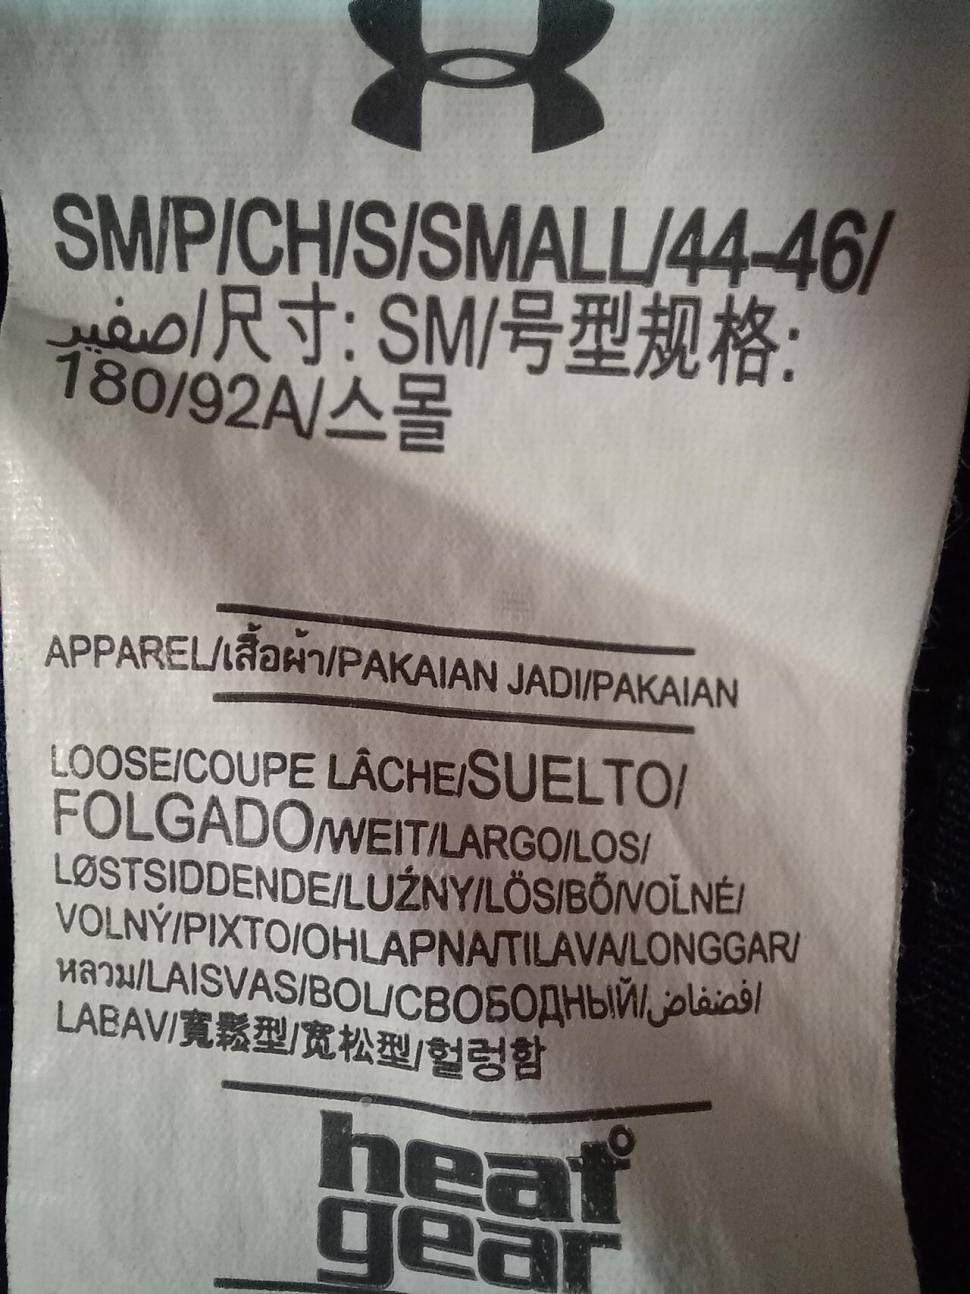 SM/P/CH/S/SMALL/44-46/
صغير/尺寸: SM/号型规格:
180/92A/스몰
APPAREL/เสื้อผ้า/PAKAIAN JADI/PAKAIAN
LOOSE/COUPE LÂCHE/SUELTO/
FOLGADO/WEIT/LARGO/LOS/
LØSTSIDDENDE/LUŹNY/LÖS/BŐ/VOĽNÉ/
VOLNÝ/PIXTO/OHLAPNA/TILAVA/LONGGAR/
หลวม/LAISVAS/BOL/СВОБОДНЫЙ/فضفاض/
LABAV/寬鬆型/宽松型/헐렁함
heat
gear